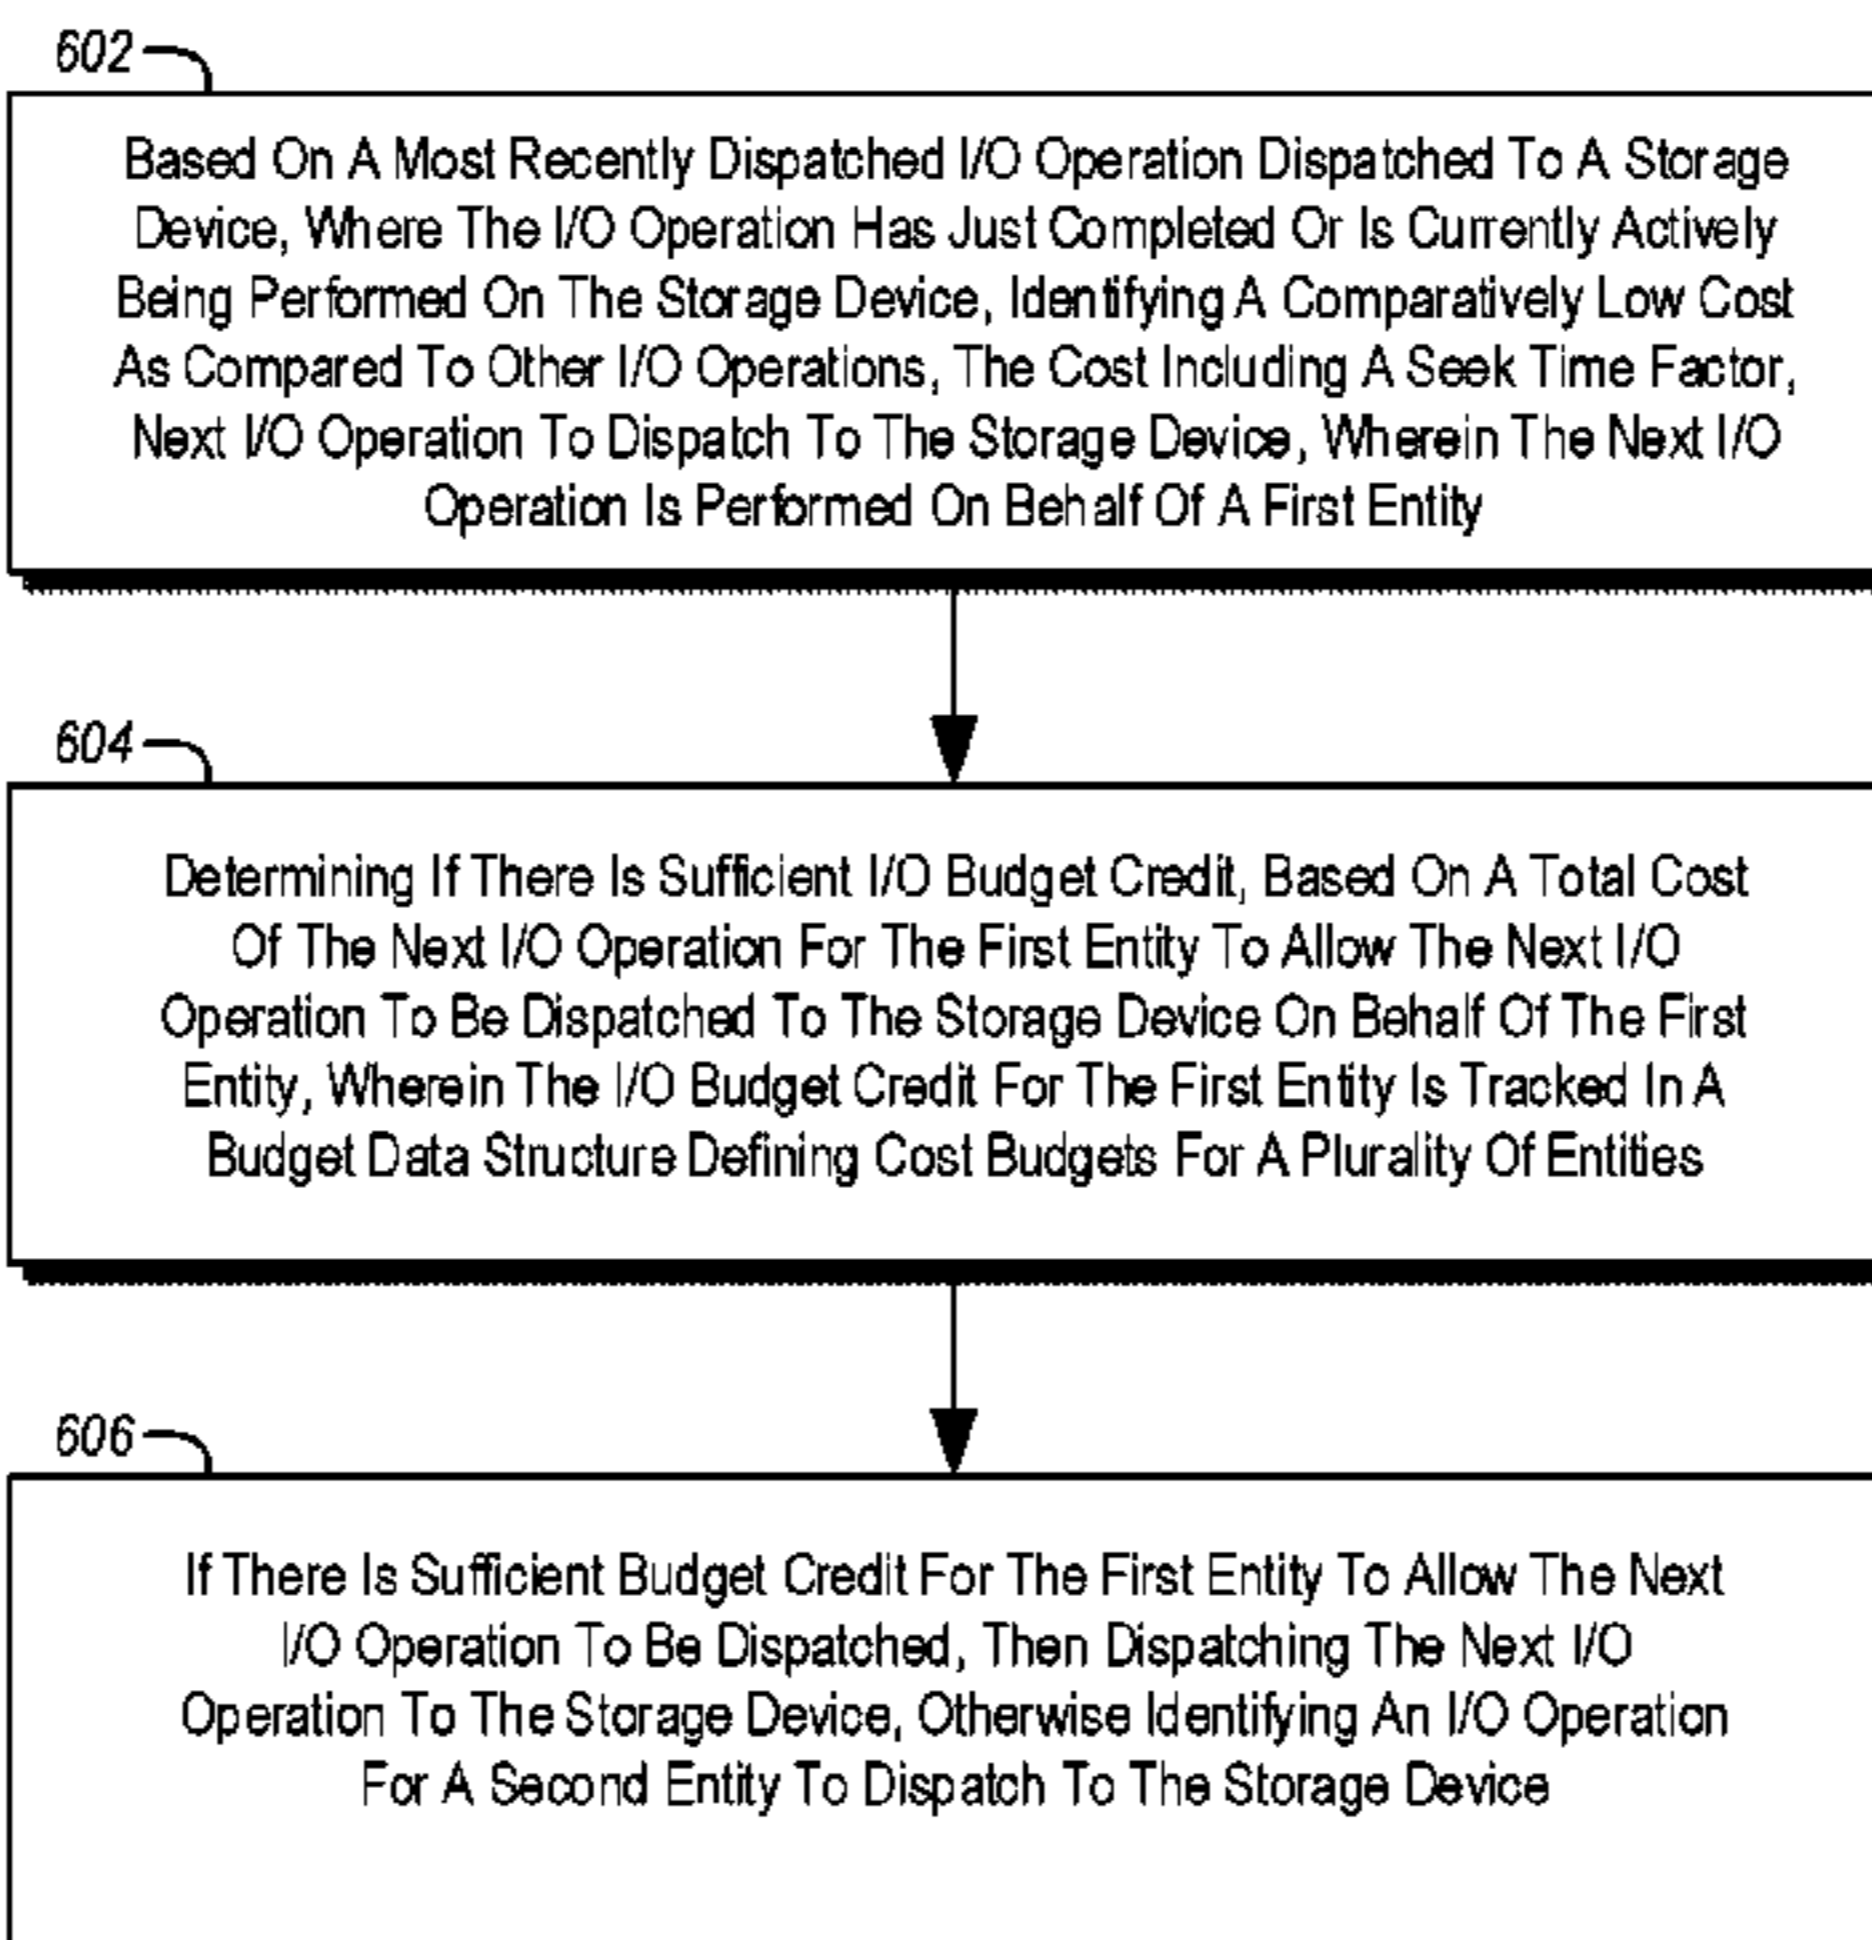 602
Based On A Most Recently Dispatched I/O Operation Dispatched To A Storage
Device, Where The I/O Operation Has Just Completed Or Is Currently Actively
Being Performed On The Storage Device, Identifying A Comparatively Low Cost
As Compared To Other I/O Operations, The Cost Including A Seek Time Factor,
Next I/O Operation To Dispatch To The Storage Device, Wherein The Next I/O
Operation Is Performed On Behalf Of A First Entity
604
Determining If There Is Sufficient I/O Budget Credit, Based On A Total Cost
Of The Next I/O Operation For The First Entity To Allow The Next I/O
Operation To Be Dispatched To The Storage Device On Behalf Of The First
Entity, Wherein The I/O Budget Credit For The First Entity Is Tracked In A
Budget Data Structure Defining Cost Budgets For A Plurality Of Entities
606
If There Is Sufficient Budget Credit For The First Entity To Allow The Next
I/O Operation To Be Dispatched, Then Dispatching The Next I/O
Operation To The Storage Device, Otherwise Identifying An I/O Operation
For A Second Entity To Dispatch To The Storage Device